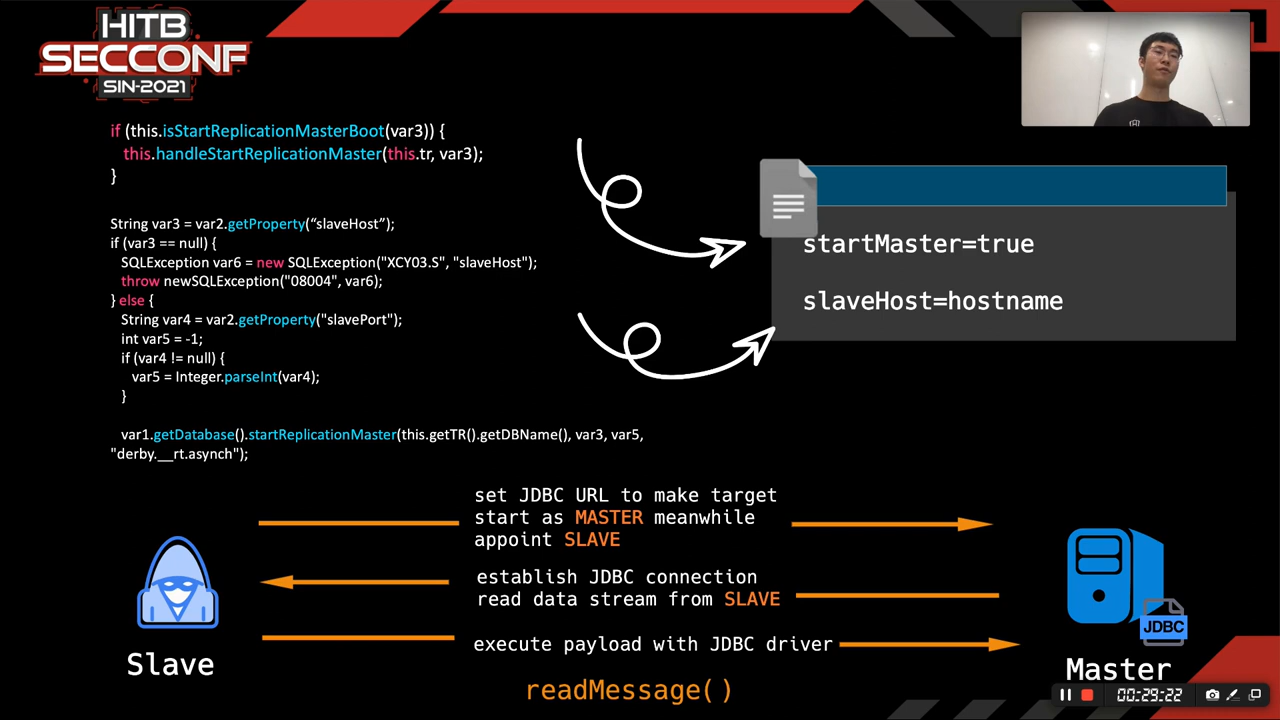 HITB
SECCONF
SIN-2021
if (this.isStartReplicationMasterBoot(var3)) {
this.handleStartReplicationMaster(this.tr, var3);
}
String var3 = var2.getProperty(“slaveHost”);
if (var3 == null) {
SQLException var6 = new SQLException("XCY03.S", "slaveHost");
throw newSQLException("08004", var6);
} else {
String var4 = var2.getProperty("slavePort");
int var5 = -1;
if (var4 != null) {
var5 = Integer.parseInt(var4);
}
var1.getDatabase().startReplicationMaster(this.getTR().getDBName(), var3, var5,
"derby.__rt.asynch");
startMaster=true
slaveHost=hostname
set JDBC URL to make target
start as MASTER meanwhile
appoint SLAVE
establish JDBC connection
read data stream from SLAVE
execute payload with JDBC driver
readMessage()
Slave
JDBC
Master
00:29:22